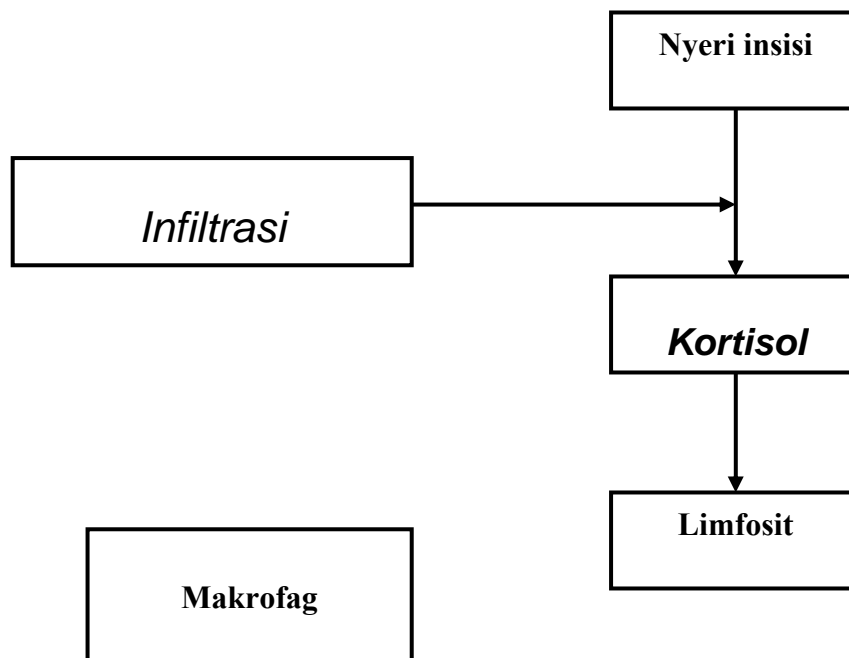 Nyeri insisi
Infiltrasi
Kortisol
Limfosit
Makrofag